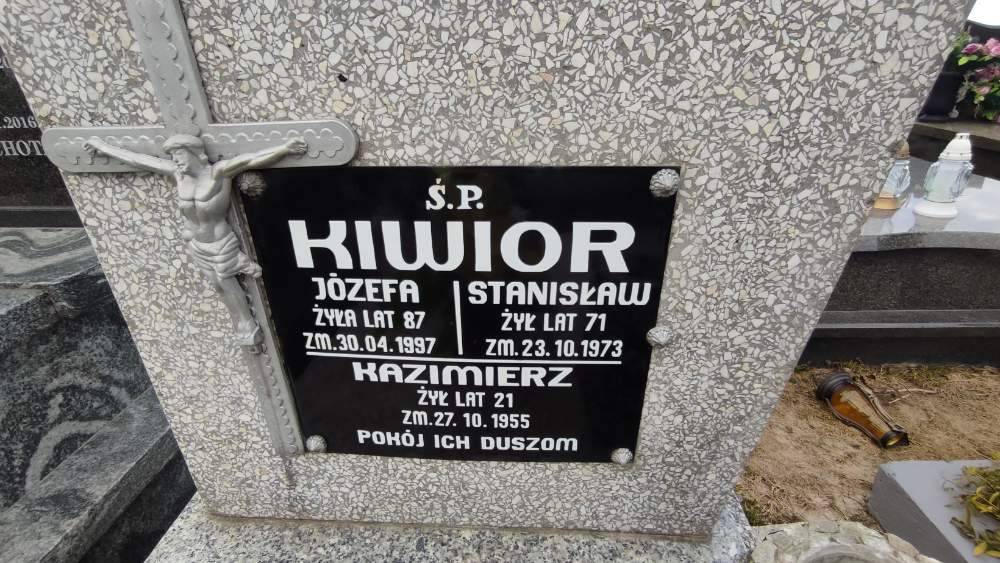 Ś.P.
KIWIOR
JÓZEFA
ŻYŁA LAT 87
ZM.30.04.1997
STANISŁAW
ŻYŁ LAT 71
ZM.23.10.1973
KAZIMIERZ
ŻYŁ LAT 21
ZM.27.10.1955
POKÓJ ICH DUSZOM
.2016